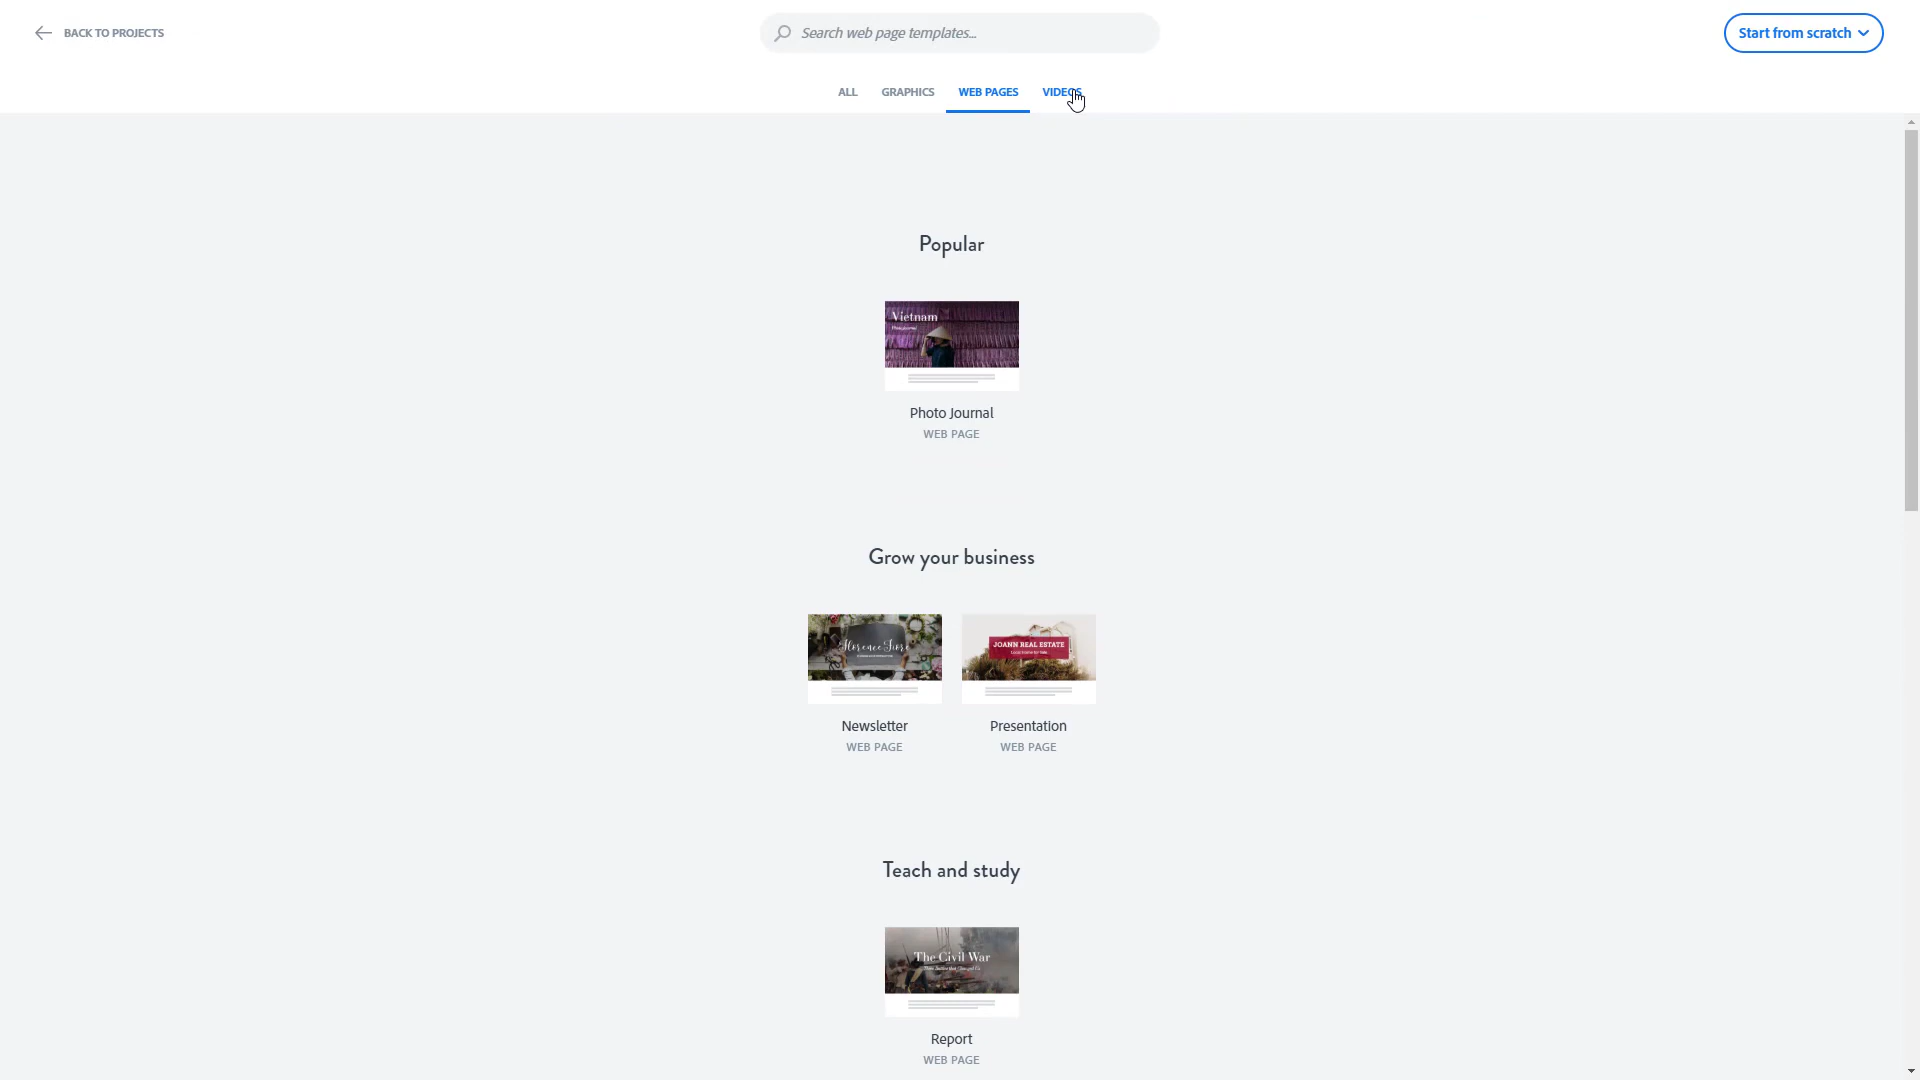 BACK TO PROJECTS
Search web page templates...
Start from scratch
ALL
GRAPHICS
WEB PAGES
VIDEOS
Popular
Vietnam
Photo Journal
WEB PAGE
Grow your business
JOANN REAL ESTATE
Newsletter
WEB PAGE
Presentation
WEB PAGE
Teach and study
The Civil War
Report
WEB PAGE